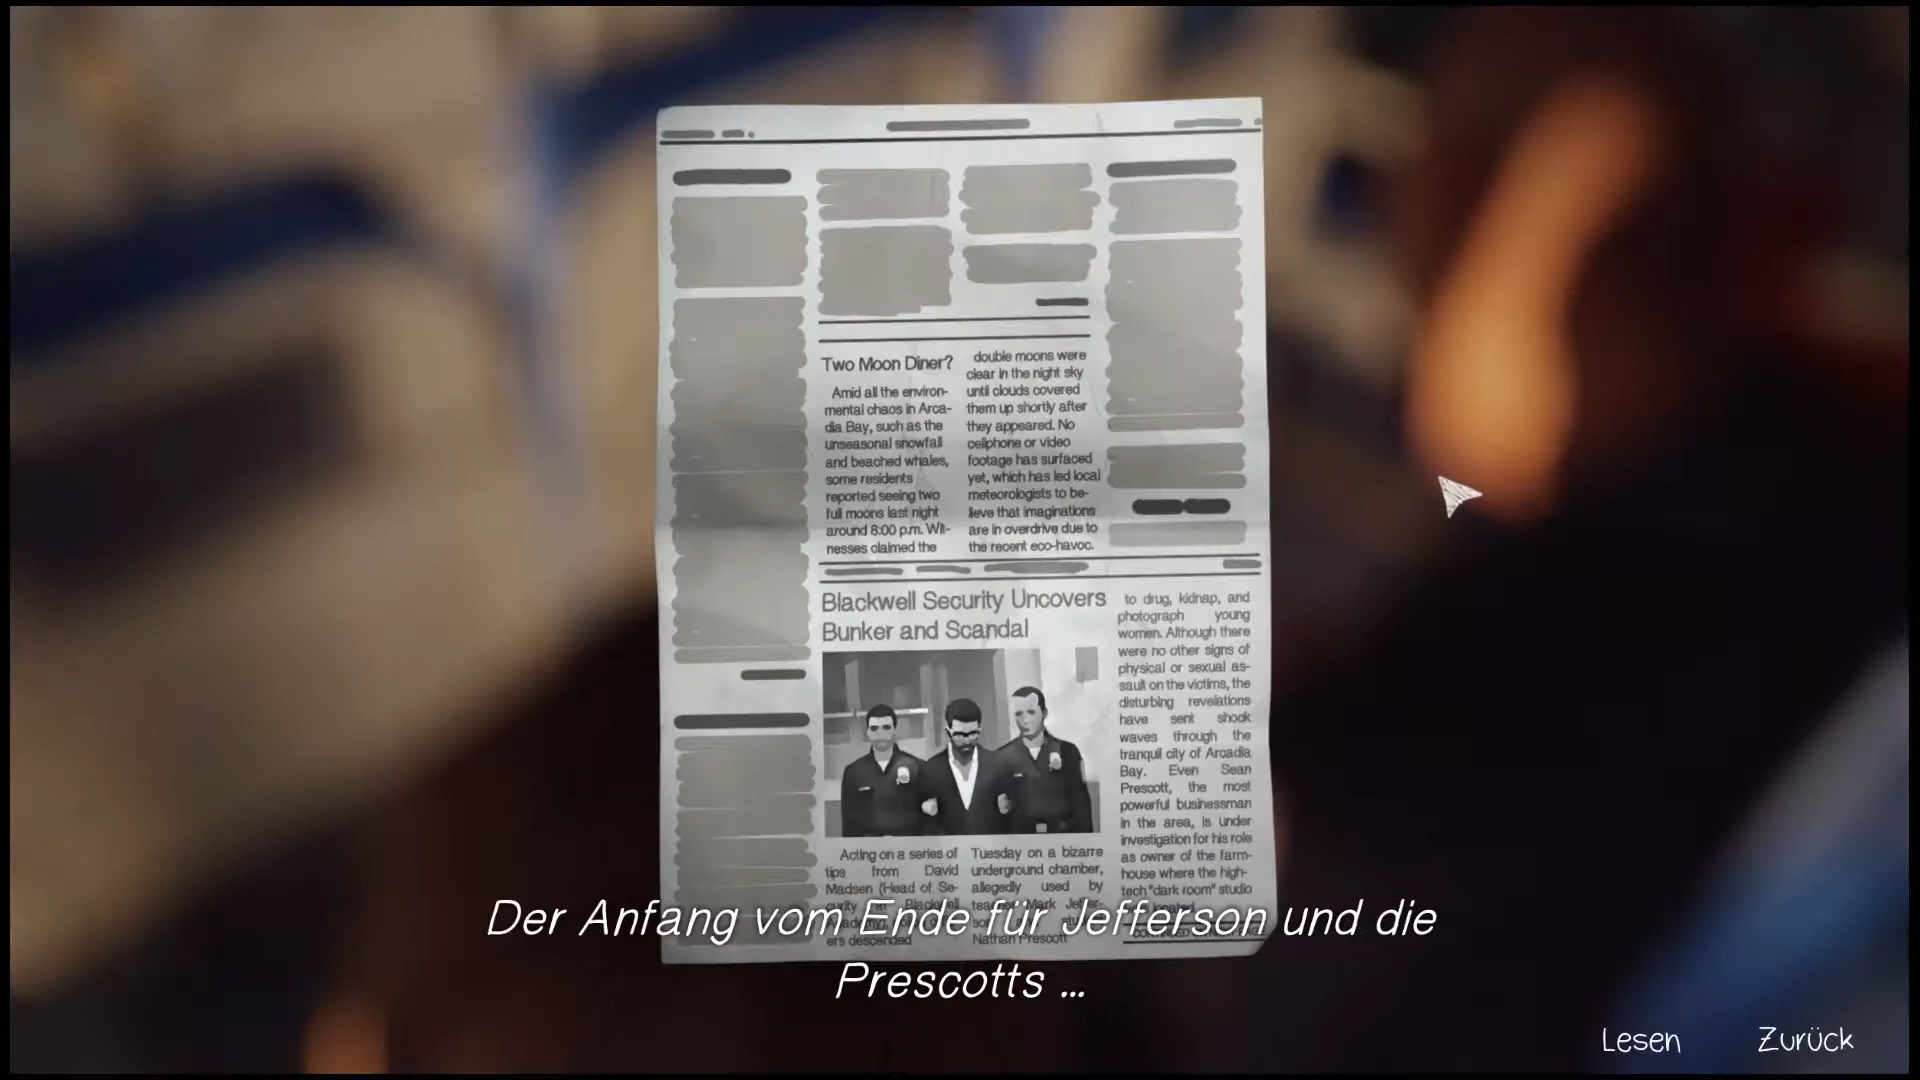 Two Moon Diner?
Amid all the environ-
mental chaos in Arca-
dia Bay, such as the
unseasonal snowfall
and beached whales,
some residents
reported seeing two
full moons last night
around 8:00 p.m. Wit-
nesses claimed the
double moons were
clear in the night sky
until clouds covered
them up shortly after
they appeared. No
cellphone or video
footage has surfaced
yet, which has led local
meteorologists to be-
lieve that imaginations
are in overdrive due to
the recent eco-havoc.
Blackwell Security Uncovers
Bunker and Scandal
Acting on a series of
tips from David
Madsen (Head of Se-
curity at Blackwell
ers descended
Tuesday on a bizarre
underground chamber,
allegedly used by
teacher Mark Jeffer-
Nathan Prescott
to drug, kidnap, and
photograph young
women. Although there
were no other signs of
physical or sexual as-
sault on the victims, the
disturbing revelations
have sent shock
waves through the
tranquil city of Arcadia
Bay. Even Sean
Prescott, the most
powerful businessman
in the area, is under
investigation for his role
as owner of the farm-
house where the high-
tech "dark room" studio
Der Anfang vom Ende für Jefferson und die
Prescotts ...
Lesen
Zurück